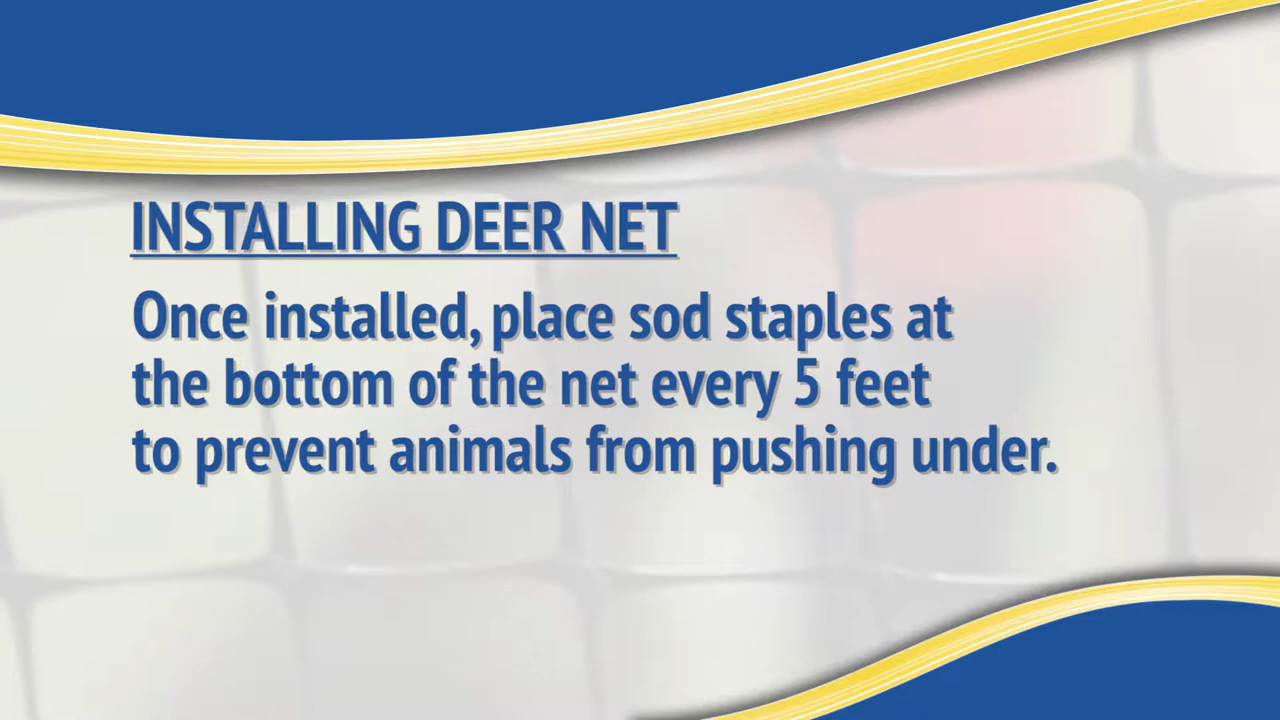 INSTALLING DEER NET
Once installed, place sod staples at
the bottom of the net every 5 feet
to prevent animals from pushing under.